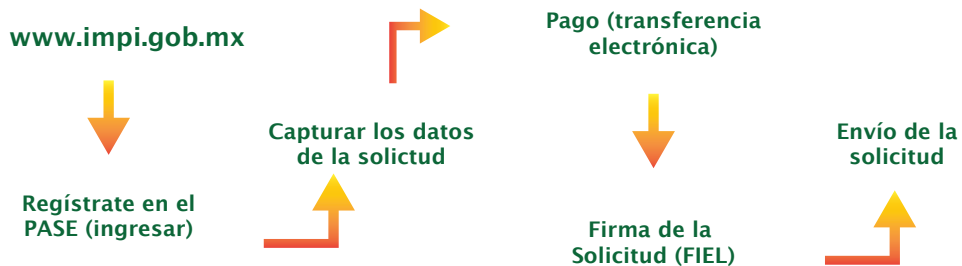 www.impi.gob.mx
Regístrate en el
PASE (ingresar)
Capturar los datos
de la solictud
Pago (transferencia
electrónica)
Firma de la
Solicitud (FIEL)
Envío de la
solicitud